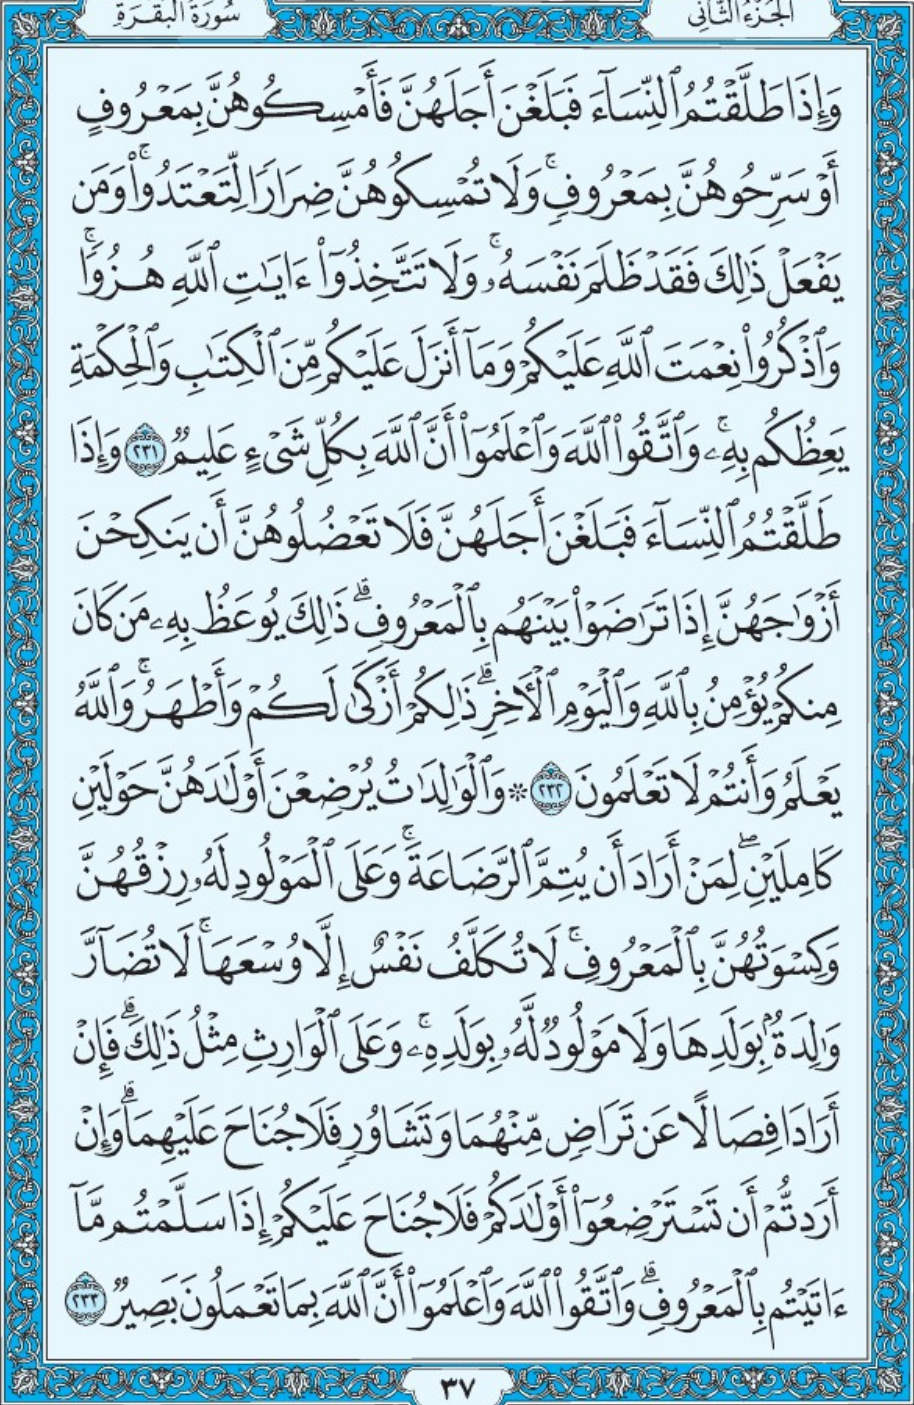 الجزء الثاني
سورة البقرة
وَإِذَا طَلَّقْتُمُ ٱلنِّسَآءَ فَبَلَغْنَ أَجَلَهُنَّ فَأَمْسِكُوهُنَّ بِمَعْرُوفٍ
أَوْ سَرِّحُوهُنَّ بِمَعْرُوفٍۚ وَلَا تُمْسِكُوهُنَّ ضِرَارًا لِّتَعْتَدُوا۟ۚ وَمَن
يَفْعَلْ ذَٰلِكَ فَقَدْ ظَلَمَ نَفْسَهُۥۚ وَلَا تَتَّخِذُوٓا۟ ءَايَـٰتِ ٱللَّهِ هُزُوًاۚ
وَٱذْكُرُوا۟ نِعْمَتَ ٱللَّهِ عَلَيْكُمْ وَمَآ أَنزَلَ عَلَيْكُم مِّنَ ٱلْكِتَـٰبِ وَٱلْحِكْمَةِ
يَعِظُكُم بِهِۦۚ وَٱتَّقُوا۟ ٱللَّهَ وَٱعْلَمُوٓا۟ أَنَّ ٱللَّهَ بِكُلِّ شَىْءٍ عَلِيمٌ ٢٣١ وَإِذَا
طَلَّقْتُمُ ٱلنِّسَآءَ فَبَلَغْنَ أَجَلَهُنَّ فَلَا تَعْضُلُوهُنَّ أَن يَنكِحْنَ
أَزْوَٰجَهُنَّ إِذَا تَرَٰضَوْا۟ بَيْنَهُم بِٱلْمَعْرُوفِۗ ذَٰلِكَ يُوعَظُ بِهِۦ مَن كَانَ
مِنكُمْ يُؤْمِنُ بِٱللَّهِ وَٱلْيَوْمِ ٱلْـَٔاخِرِۗ ذَٰلِكُمْ أَزْكَىٰ لَكُمْ وَأَطْهَرُۚ وَٱللَّهُ
يَعْلَمُ وَأَنتُمْ لَا تَعْلَمُونَ ٢٣٢ * وَٱلْوَٰلِدَٰتُ يُرْضِعْنَ أَوْلَـٰدَهُنَّ حَوْلَيْنِ
كَامِلَيْنِۖ لِمَنْ أَرَادَ أَن يُتِمَّ ٱلرَّضَاعَةَۚ وَعَلَى ٱلْمَوْلُودِ لَهُۥ رِزْقُهُنَّ
وَكِسْوَتُهُنَّ بِٱلْمَعْرُوفِۚ لَا تُكَلَّفُ نَفْسٌ إِلَّا وُسْعَهَاۚ لَا تُضَآرَّ
وَٰلِدَةٌۢ بِوَلَدِهَا وَلَا مَوْلُودٌ لَّهُۥ بِوَلَدِهِۦۚ وَعَلَى ٱلْوَارِثِ مِثْلُ ذَٰلِكَۗ فَإِنْ
أَرَادَا فِصَالًا عَن تَرَاضٍ مِّنْهُمَا وَتَشَاوُرٍ فَلَا جُنَاحَ عَلَيْهِمَاۗ وَإِنْ
أَرَدتُّمْ أَن تَسْتَرْضِعُوٓا۟ أَوْلَـٰدَكُمْ فَلَا جُنَاحَ عَلَيْكُمْ إِذَا سَلَّمْتُم مَّآ
ءَاتَيْتُم بِٱلْمَعْرُوفِۗ وَٱتَّقُوا۟ ٱللَّهَ وَٱعْلَمُوٓا۟ أَنَّ ٱللَّهَ بِمَا تَعْمَلُونَ بَصِيرٌ ٢٣٣
٣٧